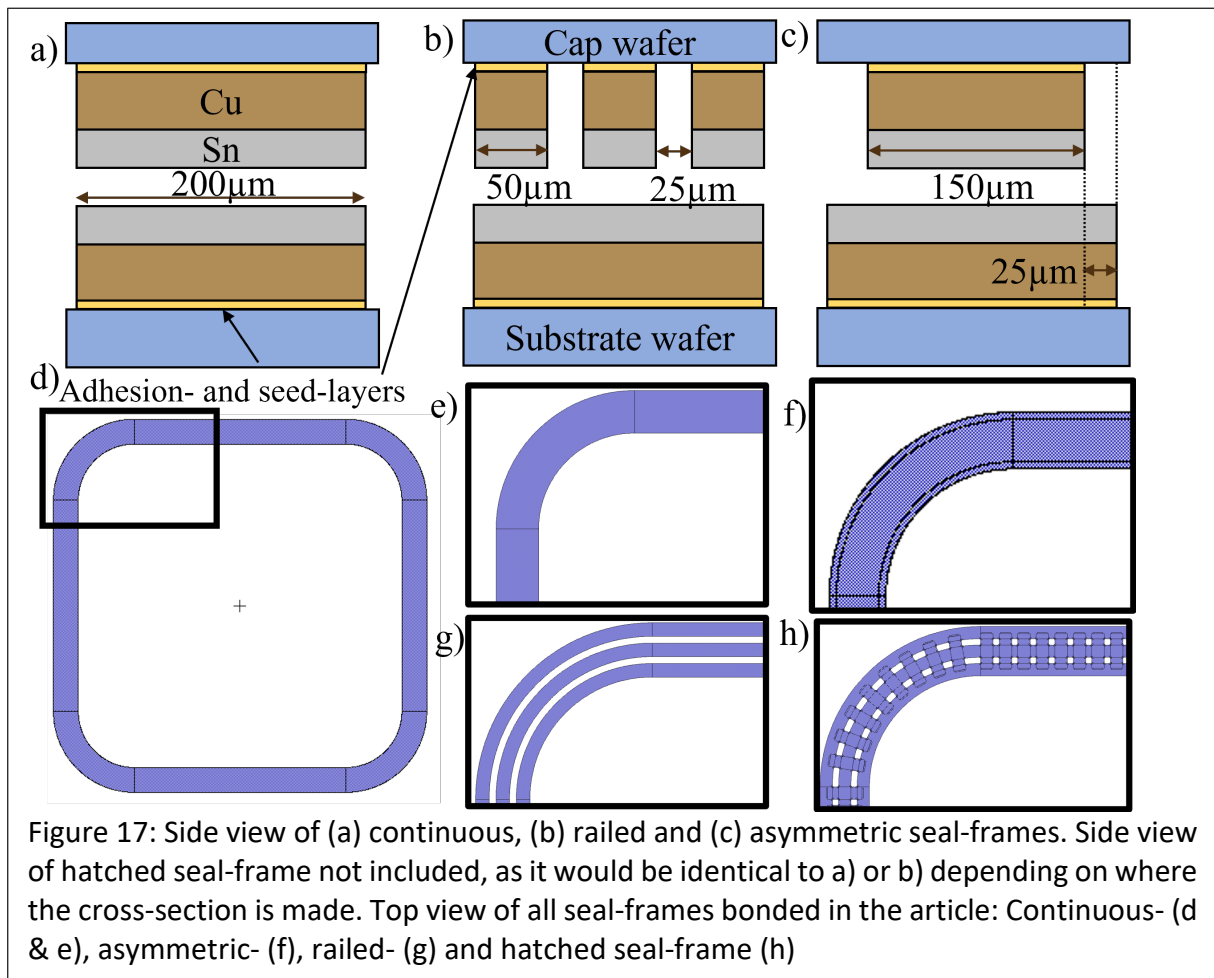 a)
b)
c)
Cap wafer
Cu
Sn
200µm
50µm
25µm
150µm
25µm
Substrate wafer
Adhesion- and seed-layers
d)
e)
f)
g)
h)
Figure 17: Side view of (a) continuous, (b) railed and (c) asymmetric seal-frames. Side view
of hatched seal-frame not included, as it would be identical to a) or b) depending on where
the cross-section is made. Top view of all seal-frames bonded in the article: Continuous- (d
& e), asymmetric- (f), railed- (g) and hatched seal-frame (h)